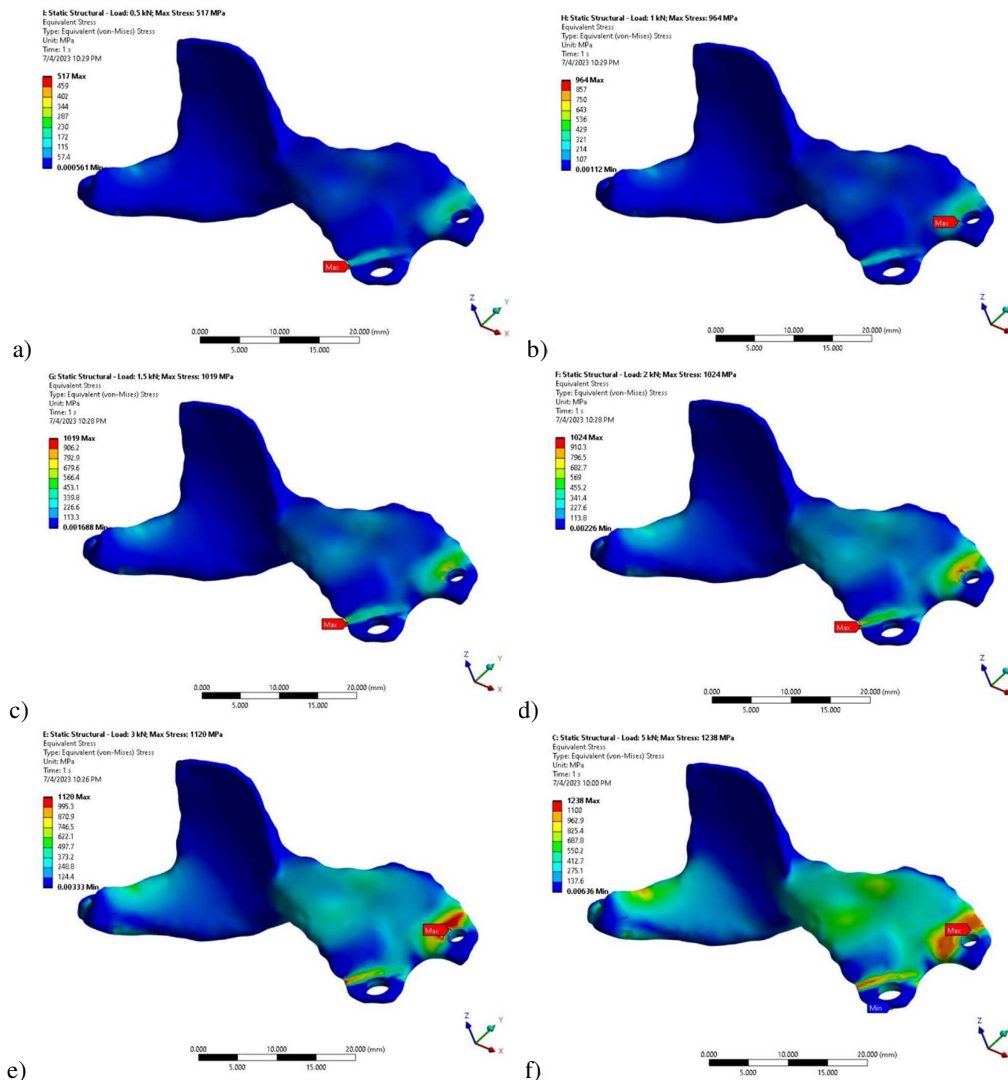 I: Static Structural - Load: 0,5 kN; Max Stress: 517 MPa
Equivalent Stress
Type: Equivalent (von-Mises) Stress
Unit: MPa
Time: 1 s
7/4/2023 10:29 PM
517 Max
459
402
344
287
230
172
115
57.4
0.000561 Min
Max
0.000 10.000 20.000 (mm)
5.000 15.000
Z
Y
X
a)
H: Static Structural - Load: 1 kN; Max Stress: 964 MPa
Equivalent Stress
Type: Equivalent (von-Mises) Stress
Unit: MPa
Time: 1 s
7/4/2023 10:29 PM
964 Max
857
750
643
536
429
321
214
107
0.00112 Min
Max
0.000 10.000 20.000 (mm)
5.000 15.000
Z
Y
X
b)
G: Static Structural - Load: 1,5 kN; Max Stress: 1019 MPa
Equivalent Stress
Type: Equivalent (von-Mises) Stress
Unit: MPa
Time: 1 s
7/4/2023 10:28 PM
1019 Max
906.2
792.9
679.6
566.4
453.1
339.8
226.6
113.3
0.001688 Min
Max
0.000 10.000 20.000 (mm)
5.000 15.000
Z
Y
X
c)
F: Static Structural - Load: 2 kN; Max Stress: 1024 MPa
Equivalent Stress
Type: Equivalent (von-Mises) Stress
Unit: MPa
Time: 1 s
7/4/2023 10:28 PM
1024 Max
910.3
796.5
682.7
569
455.2
341.4
227.6
113.8
0.00226 Min
Max
0.000 10.000 20.000 (mm)
5.000 15.000
Z
Y
X
d)
E: Static Structural - Load: 3 kN; Max Stress: 1120 MPa
Equivalent Stress
Type: Equivalent (von-Mises) Stress
Unit: MPa
Time: 1 s
7/4/2023 10:26 PM
1120 Max
995.3
870.9
746.5
622.1
497.7
373.2
248.8
124.4
0.00333 Min
Max
0.000 10.000 20.000 (mm)
5.000 15.000
Z
Y
X
e)
C: Static Structural - Load: 5 kN; Max Stress: 1238 MPa
Equivalent Stress
Type: Equivalent (von-Mises) Stress
Unit: MPa
Time: 1 s
7/4/2023 10:00 PM
1238 Max
1100
962.9
825.4
687.8
550.2
412.7
275.1
137.6
0.00636 Min
Max
Min
0.000 10.000 20.000 (mm)
5.000 15.000
Z
Y
X
f)